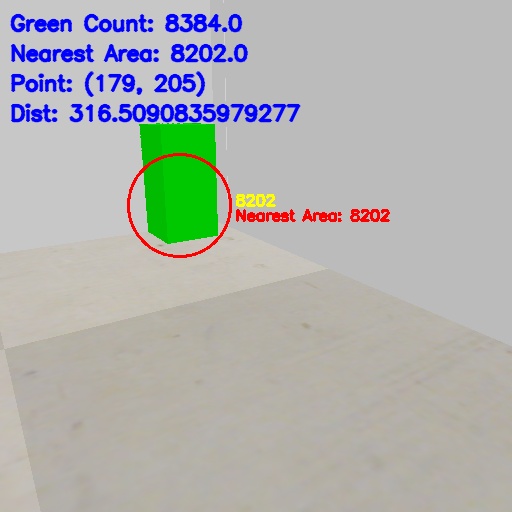 Green Count: 8384.0
Nearest Area: 8202.0
Point: (179, 205)
Dist: 316.5090835979277
8202
Nearest Area: 8202